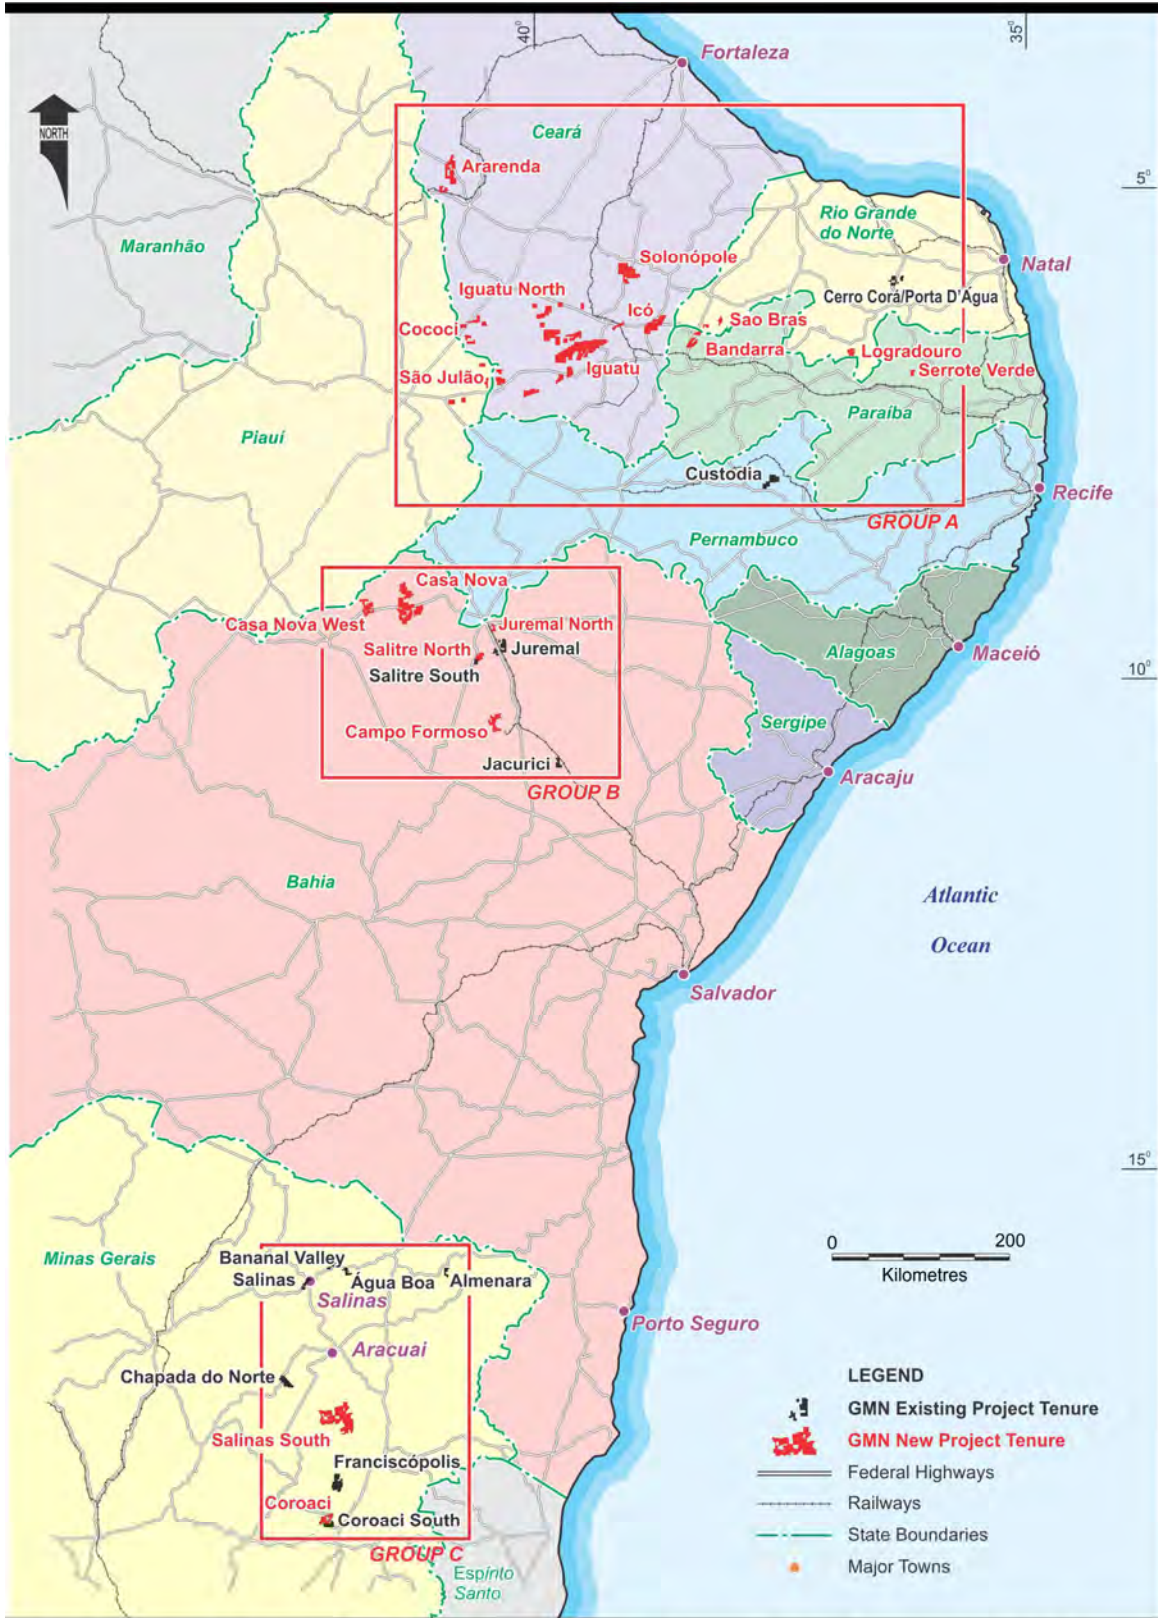 40°
35°
Fortaleza
NORTH
Ceará
Ararenda
5°
Rio Grande
do Norte
Maranhão
Solonópole
Natal
Iguatu North
Cerro Corá/Porta D'Água
Icó
Sao Bras
Cococi
Bandarra
Logradouro
Iguatu
Serrote Verde
São Julão
Paraíba
Piauí
Custodia
Recife
GROUP A
Pernambuco
Casa Nova
Casa Nova West
Juremal North
Salitre North
Juremal
Alagoas
Maceió
Salitre South
10°
Sergipe
Campo Formoso
Jacurici
Aracaju
GROUP B
Bahia
Atlantic
Ocean
Salvador
15°
Minas Gerais
Bananal Valley
0
200
Salinas
Água Boa
Almenara
Kilometres
Salinas
Porto Seguro
Aracuai
Chapada do Norte
LEGEND
GMN Existing Project Tenure
Salinas South
GMN New Project Tenure
Franciscópolis
Federal Highways
Coroaci
Railways
Coroaci South
State Boundaries
GROUP C
Major Towns
Espírito
Santo